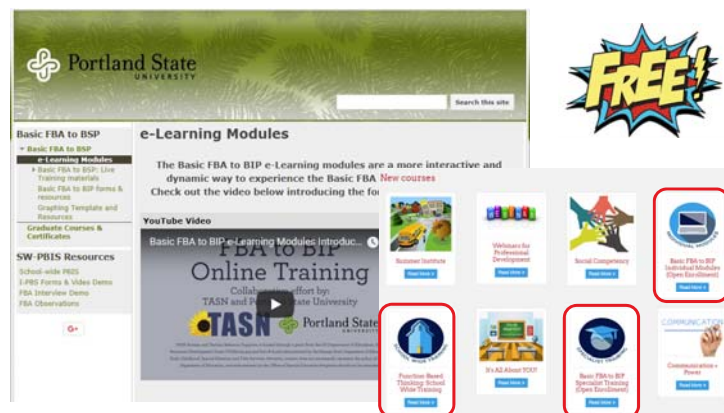 Portland State
UNIVERSITY
Search this site
FREE!
Basic FBA to BSP
Basic FBA to BSP
e-Learning Modules
Basic FBA to BSP: Live
Training materials
Basic FBA to BIP forms &
resources
Graphing Template and
Resources
Graduate Courses &
Certificates
SW-PBIS Resources
School-wide PBIS
I-PBS Forms & Video Demo
FBA Interview Demo
FBA Observations
G+
e-Learning Modules
The Basic FBA to BIP e-Learning modules are a more interactive and
dynamic way to experience the Basic FBA
Check out the video below introducing the fo
YouTube Video
Basic FBA to BIP e-Learning Modules Introduc...
FBA to BIP
Online Training
Collaborative effort by:
TASN and Portland State University
TASN
Portland State
UNIVERSITY
New courses
Summer Institute
Read More »
Webinars for
Professional
Development
Read More »
Social Competency
Read More »
Basic FBA to BIP
Individual Modules
(Open Enrollment)
Read More »
SCHOOL WIDE TRAINING
Function-Based
Thinking: School
Wide Training
Read More »
It's All About YOU!!
Read More »
SPECIALIST TRAINING
Basic FBA to BIP
Specialist Training
(Open Enrollment)
Read More »
COMMUNICATION
Communication =
Power
Read More »